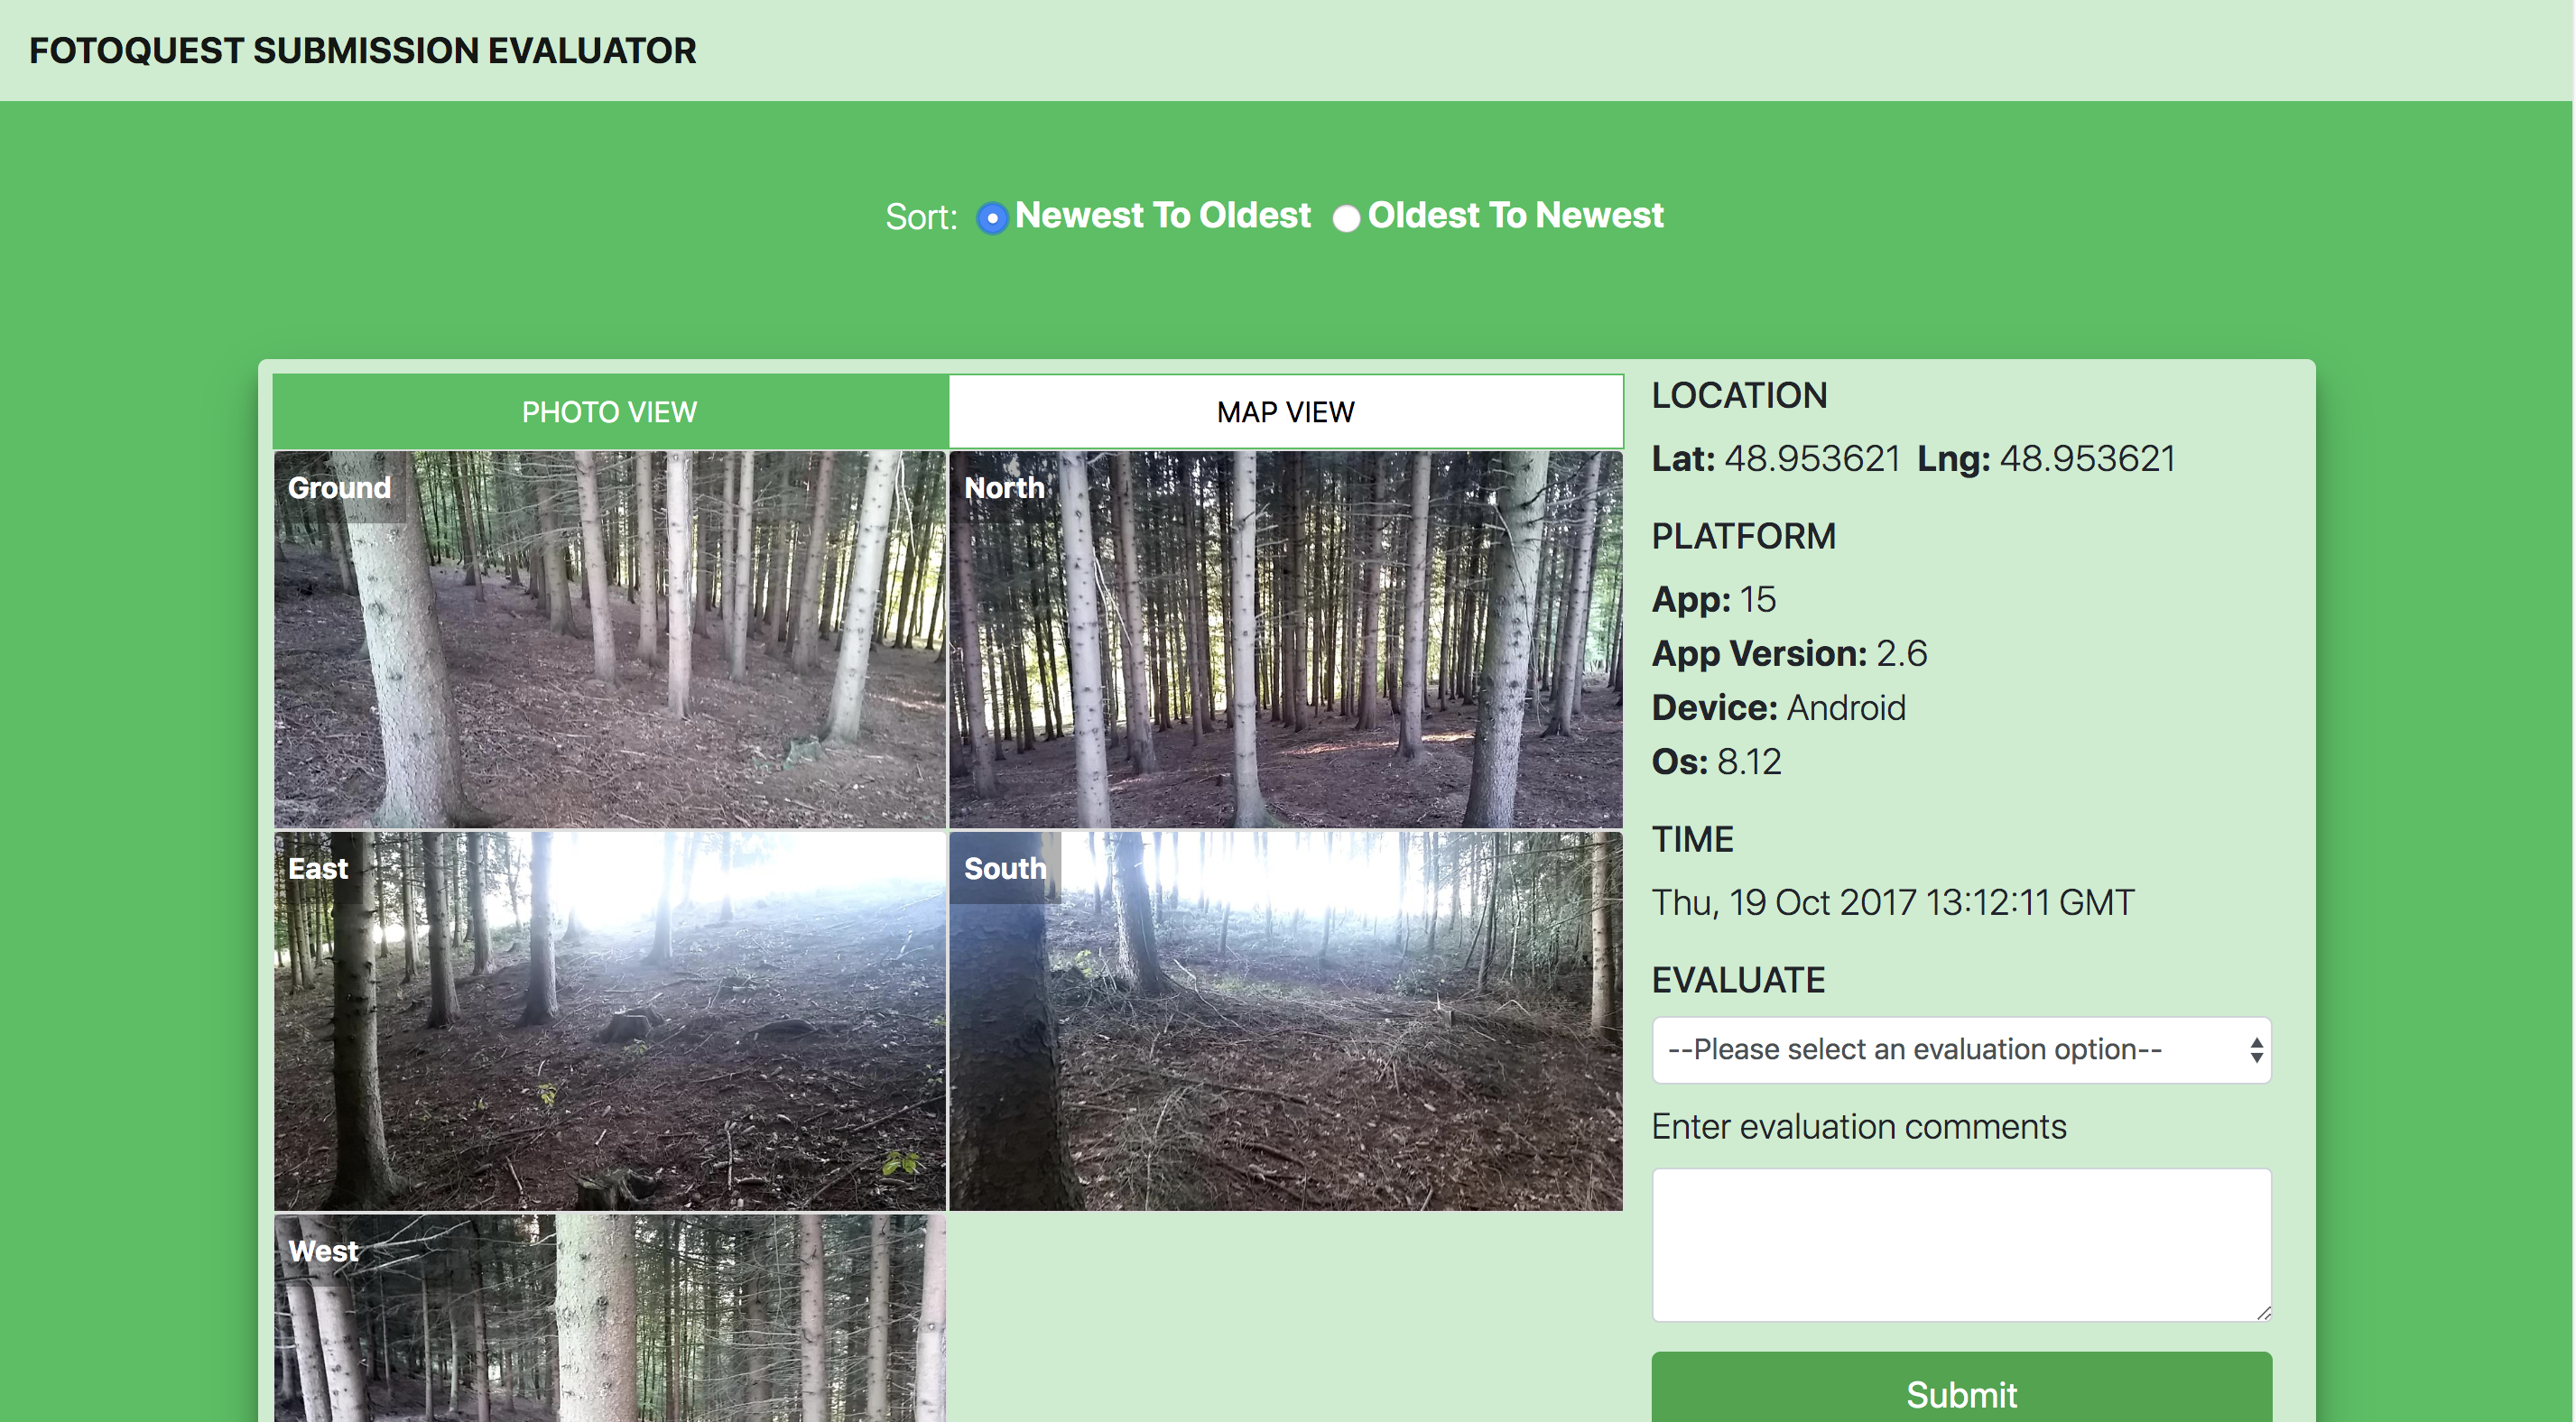 FOTOQUEST SUBMISSION EVALUATOR
Sort: Newest To Oldest Oldest To Newest
PHOTO VIEW
MAP VIEW
Ground
North
East
South
West
LOCATION
Lat: 48.953621 Lng: 48.953621
PLATFORM
App: 15
App Version: 2.6
Device: Android
Os: 8.12
TIME
Thu, 19 Oct 2017 13:12:11 GMT
EVALUATE
--Please select an evaluation option--
Enter evaluation comments
Submit